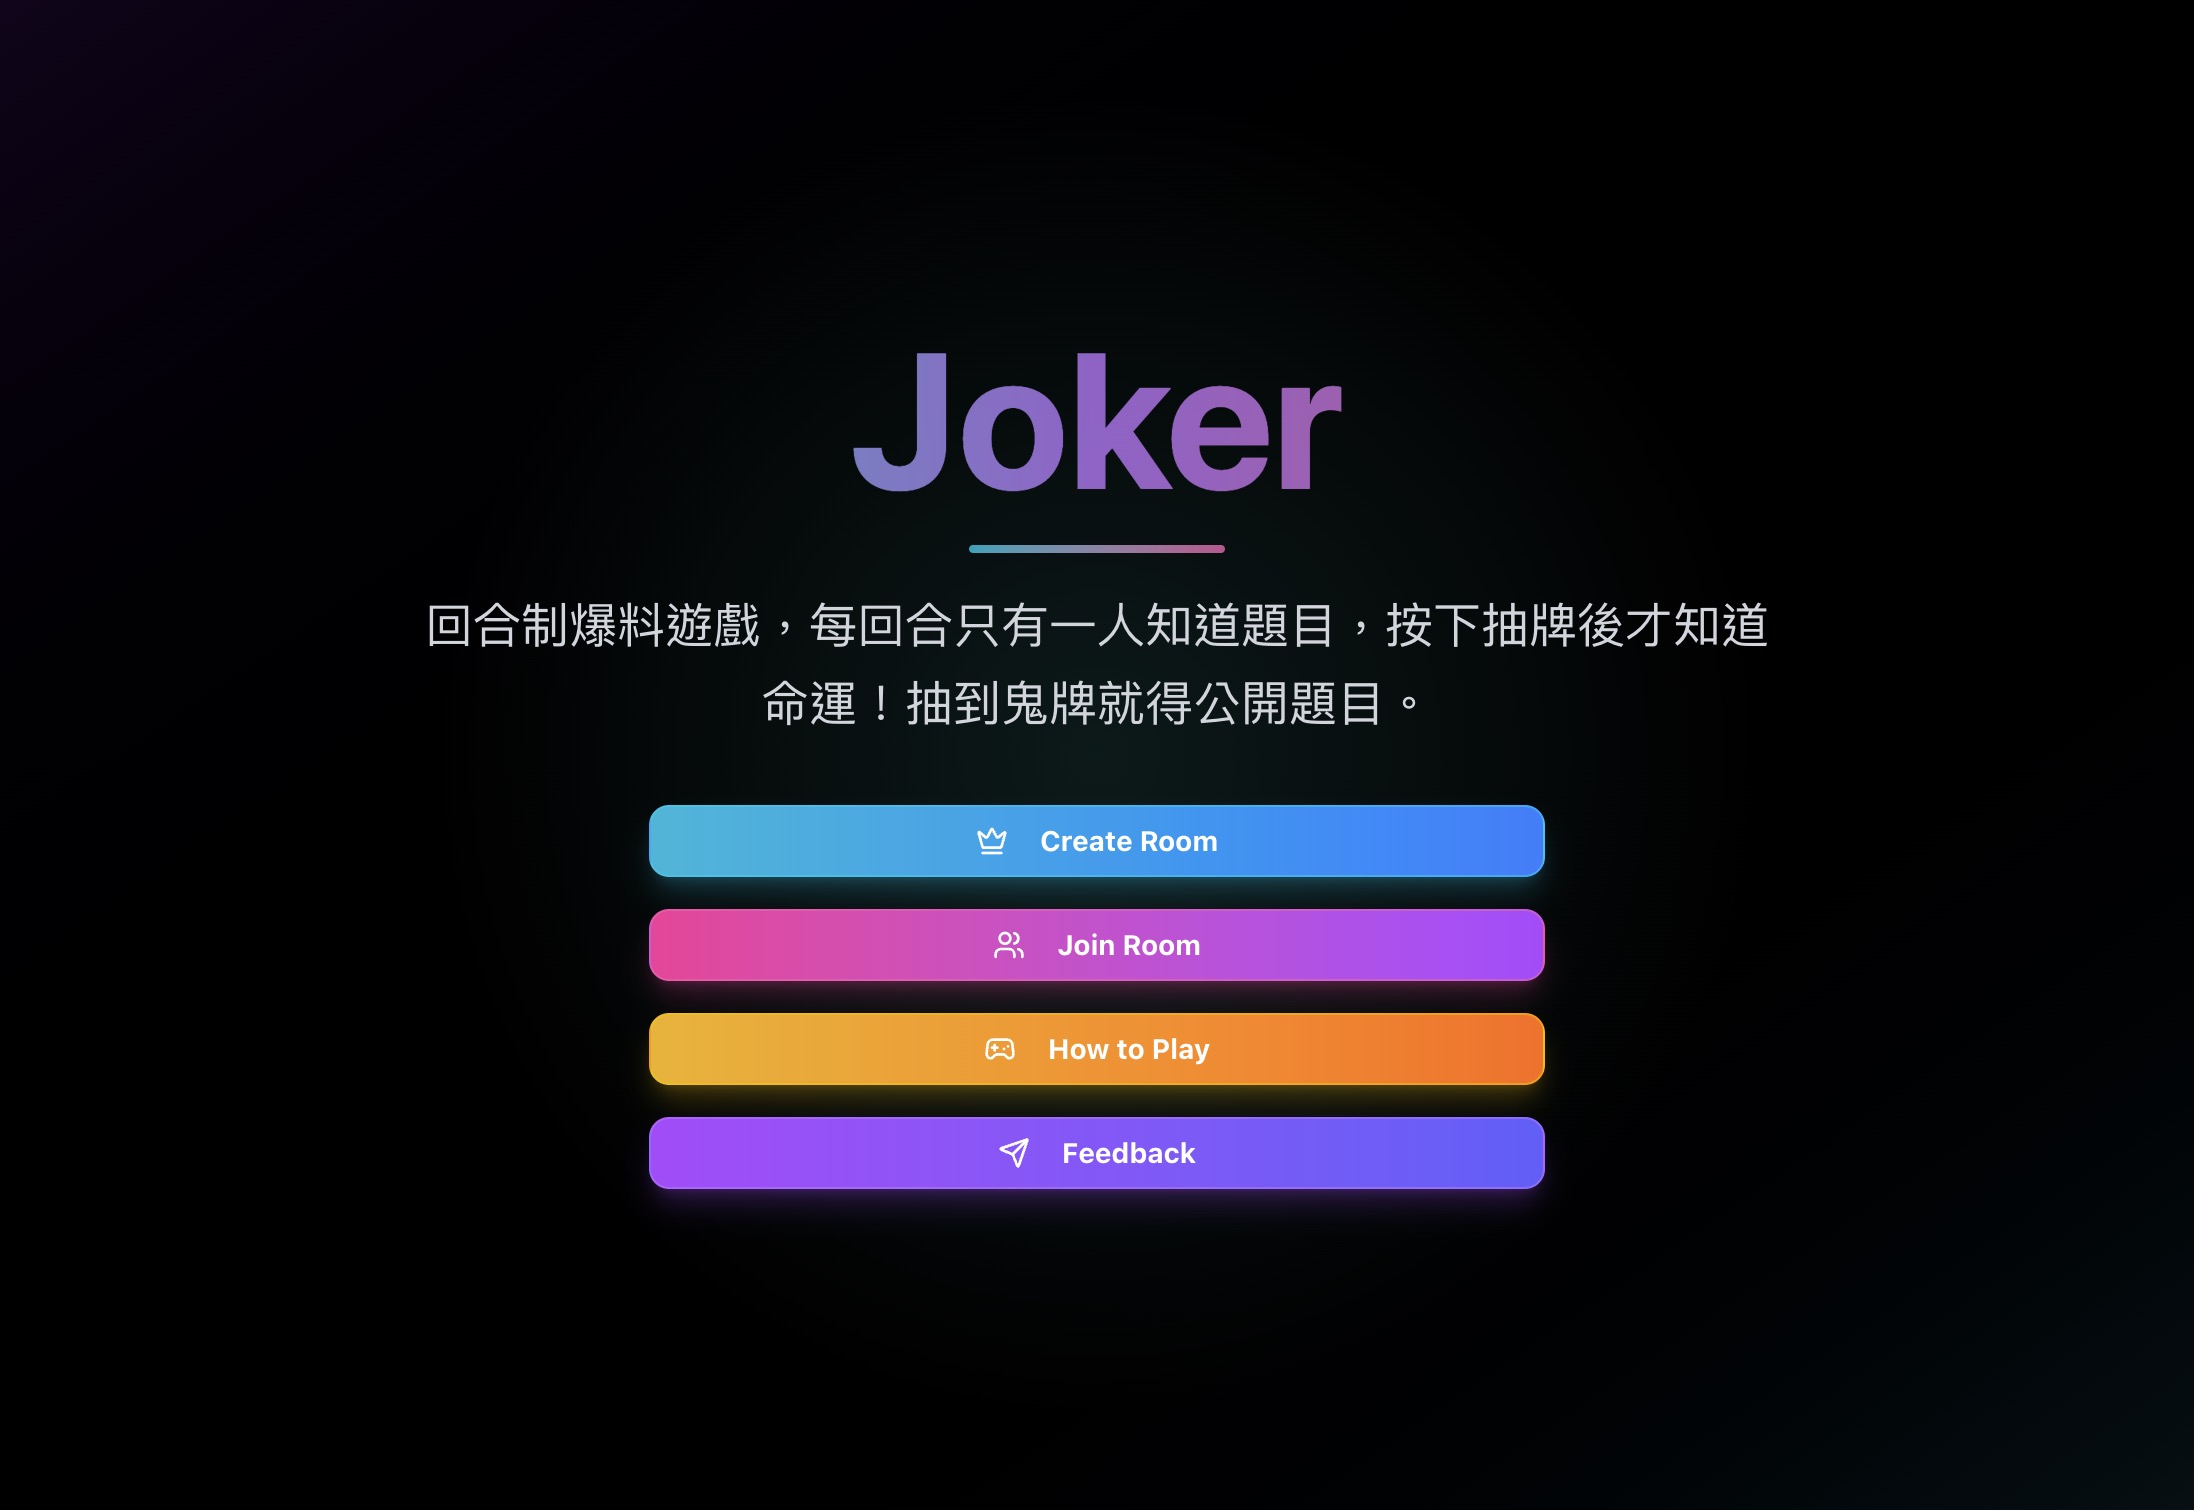 Joker
回合制爆料遊戲，每回合只有一人知道題目，按下抽牌後才知道
命運！抽到鬼牌就得公開題目。
Create Room
Join Room
How to Play
Feedback